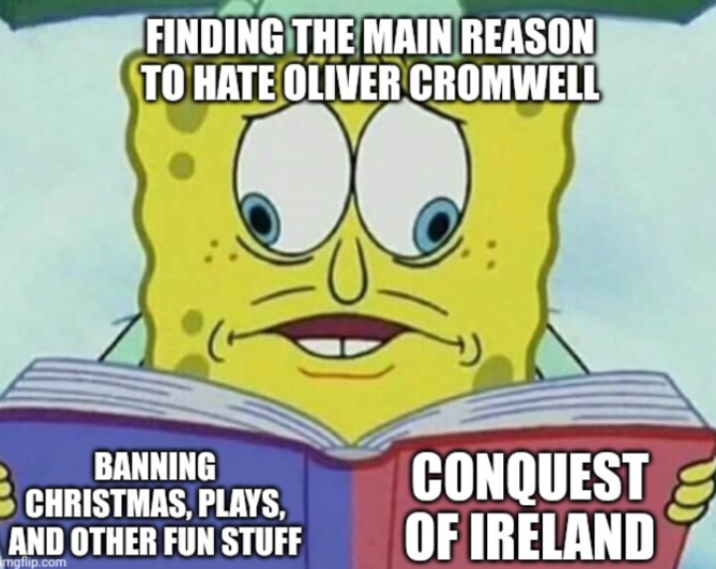 FINDING THE MAIN REASON
TO HATE OLIVER CROMWELL
BANNING
CHRISTMAS, PLAYS,
AND OTHER FUN STUFF
CONQUEST
OF IRELAND
imgflip.com